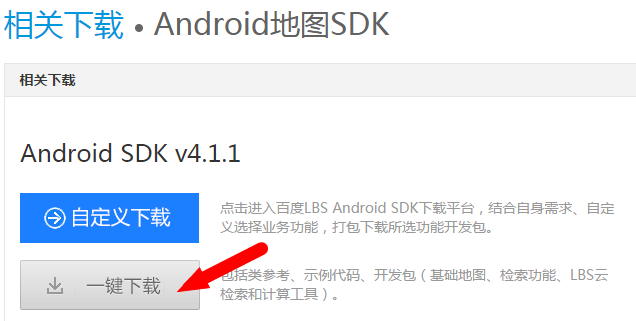 相关下载 • Android地图SDK
相关下载
Android SDK v4.1.1
自定义下载
点击进入百度LBS Android SDK下载平台，结合自身需求、自定
义选择业务功能，打包下载所选功能开发包。
一键下载
包括类参考、示例代码、开发包（基础地图、检索功能、LBS云
检索和计算工具）。